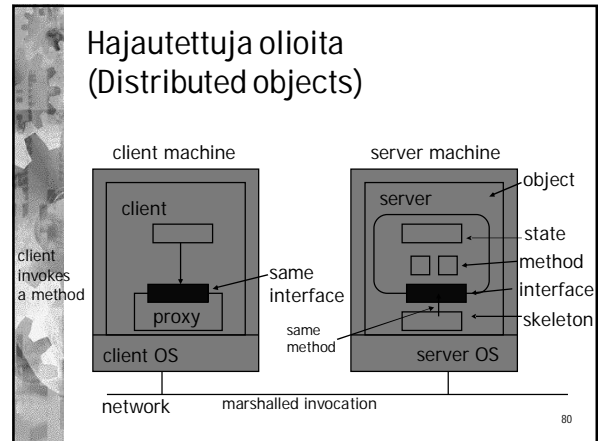 Hajautettuja olioita
(Distributed objects)
client machine
server machine
client
server
object
state
method
interface
skeleton
client
invokes
a method
same
interface
proxy
same
method
client OS
server OS
network
marshalled invocation
80